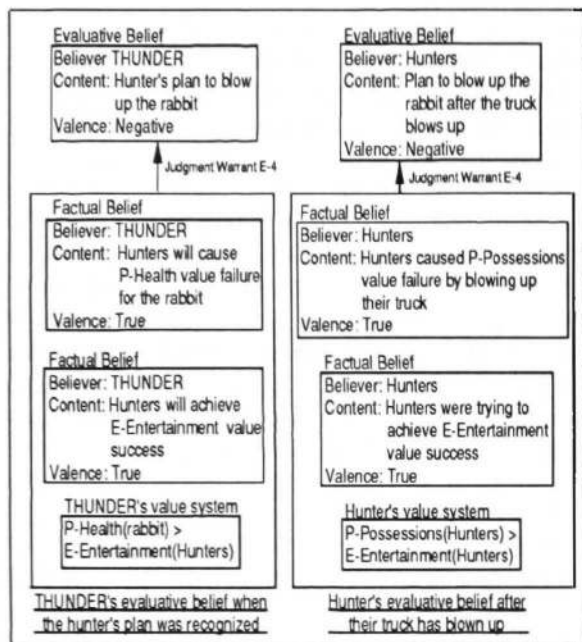 Evaluative Belief
Believer THUNDER
Content: Hunter's plan to blow
up the rabbit
Valence: Negative
Judgment Warrant E-4
Factual Belief
Believer: THUNDER
Content: Hunters will cause
P-Health value failure
for the rabbit
Valence: True
Factual Belief
Believer: THUNDER
Content: Hunters will achieve
E-Entertainment value
success
Valence: True
THUNDER's value system
P-Health(rabbit) >
E-Entertainment(Hunters)
THUNDER's evaluative belief when
the hunter's plan was recognized
Evaluative Belief
Believer: Hunters
Content: Plan to blow up the
rabbit after the truck
blows up
Valence: Negative
Judgment Warrant E-4
Factual Belief
Believer: Hunters
Content: Hunters caused P-Possessions
value failure by blowing up
their truck
Valence: True
Factual Belief
Believer: Hunters
Content: Hunters were trying to
achieve E-Entertainment
value success
Valence: True
Hunter's value system
P-Possessions(Hunters) >
E-Entertainment(Hunters)
Hunter's evaluative belief after
their truck has blown up